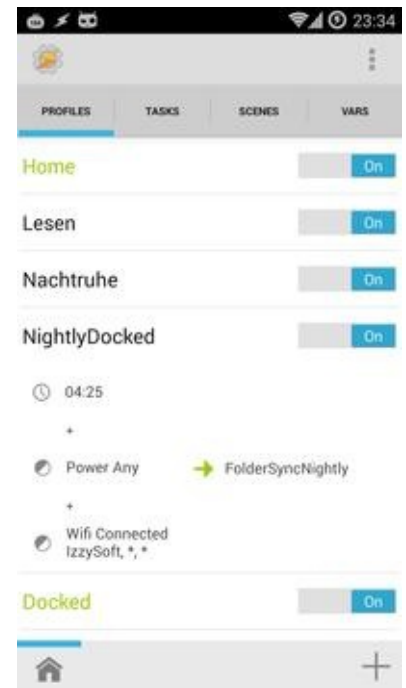 23:34
PROFILES TASKS SCENES VARS
Home On
Lesen On
Nachtruhe On
NightlyDocked On
04:25
+
Power Any FolderSyncNightly
+
Wifi Connected
IzzySoft, *, *
Docked On